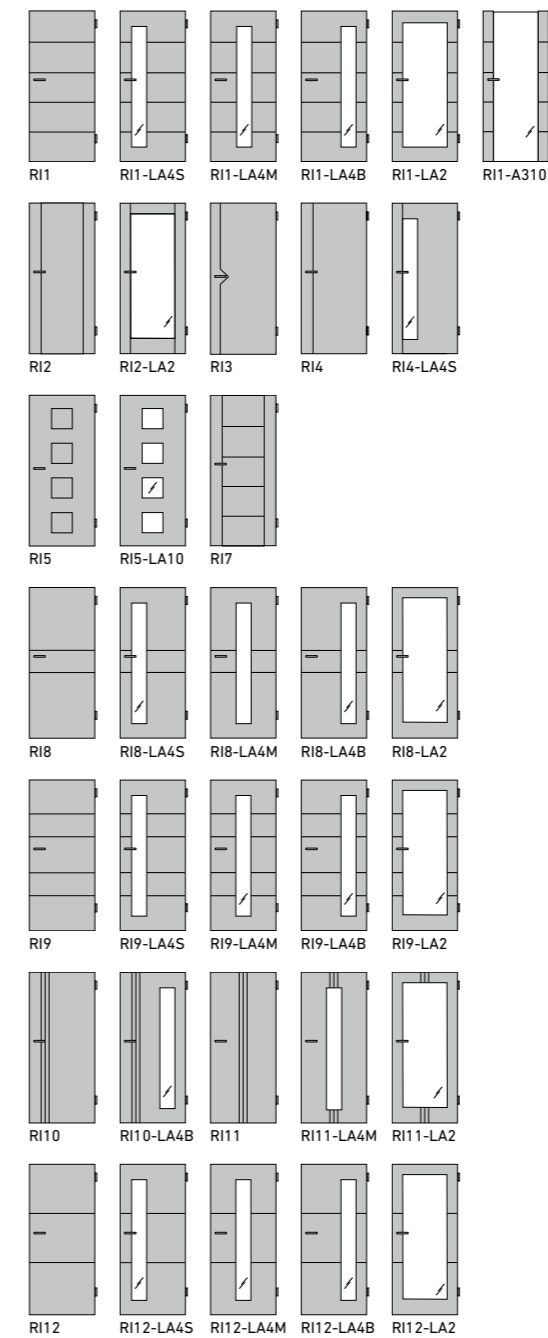 RI1 RI1-LA4S RI1-LA4M RI1-LA4B RI1-LA2 RI1-A310
RI2 RI2-LA2 RI3 RI4 RI4-LA4S
RI5 RI5-LA10 RI7
RI8 RI8-LA4S RI8-LA4M RI8-LA4B RI8-LA2
RI9 RI9-LA4S RI9-LA4M RI9-LA4B RI9-LA2
RI10 RI10-LA4B RI11 RI11-LA4M RI11-LA2
RI12 RI12-LA4S RI12-LA4M RI12-LA4B RI12-LA2